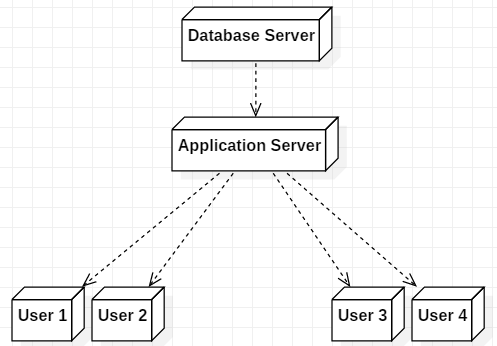 Database Server
Application Server
User 1
User 2
User 3
User 4